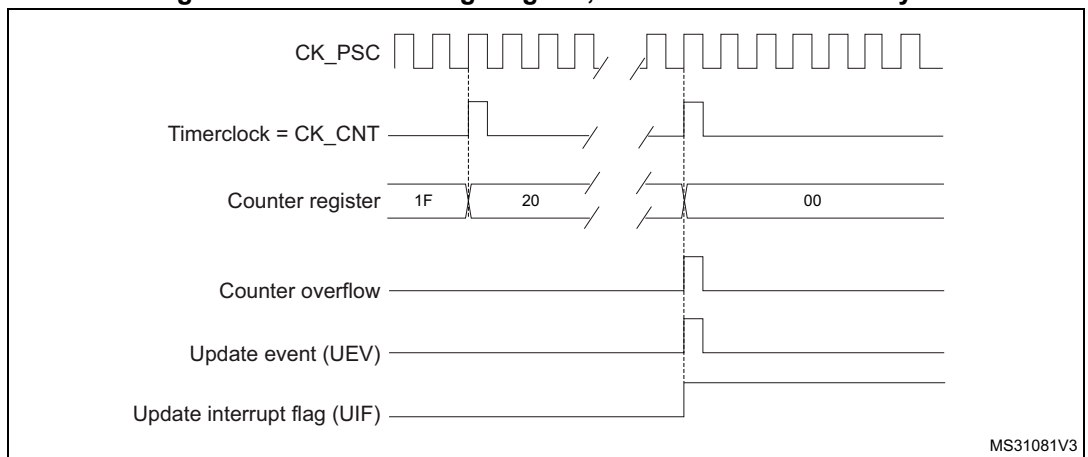 CK_PSC
Timerclock = CK_CNT
Counter register 1F 20 00
Counter overflow
Update event (UEV)
Update interrupt flag (UIF)
MS31081V3